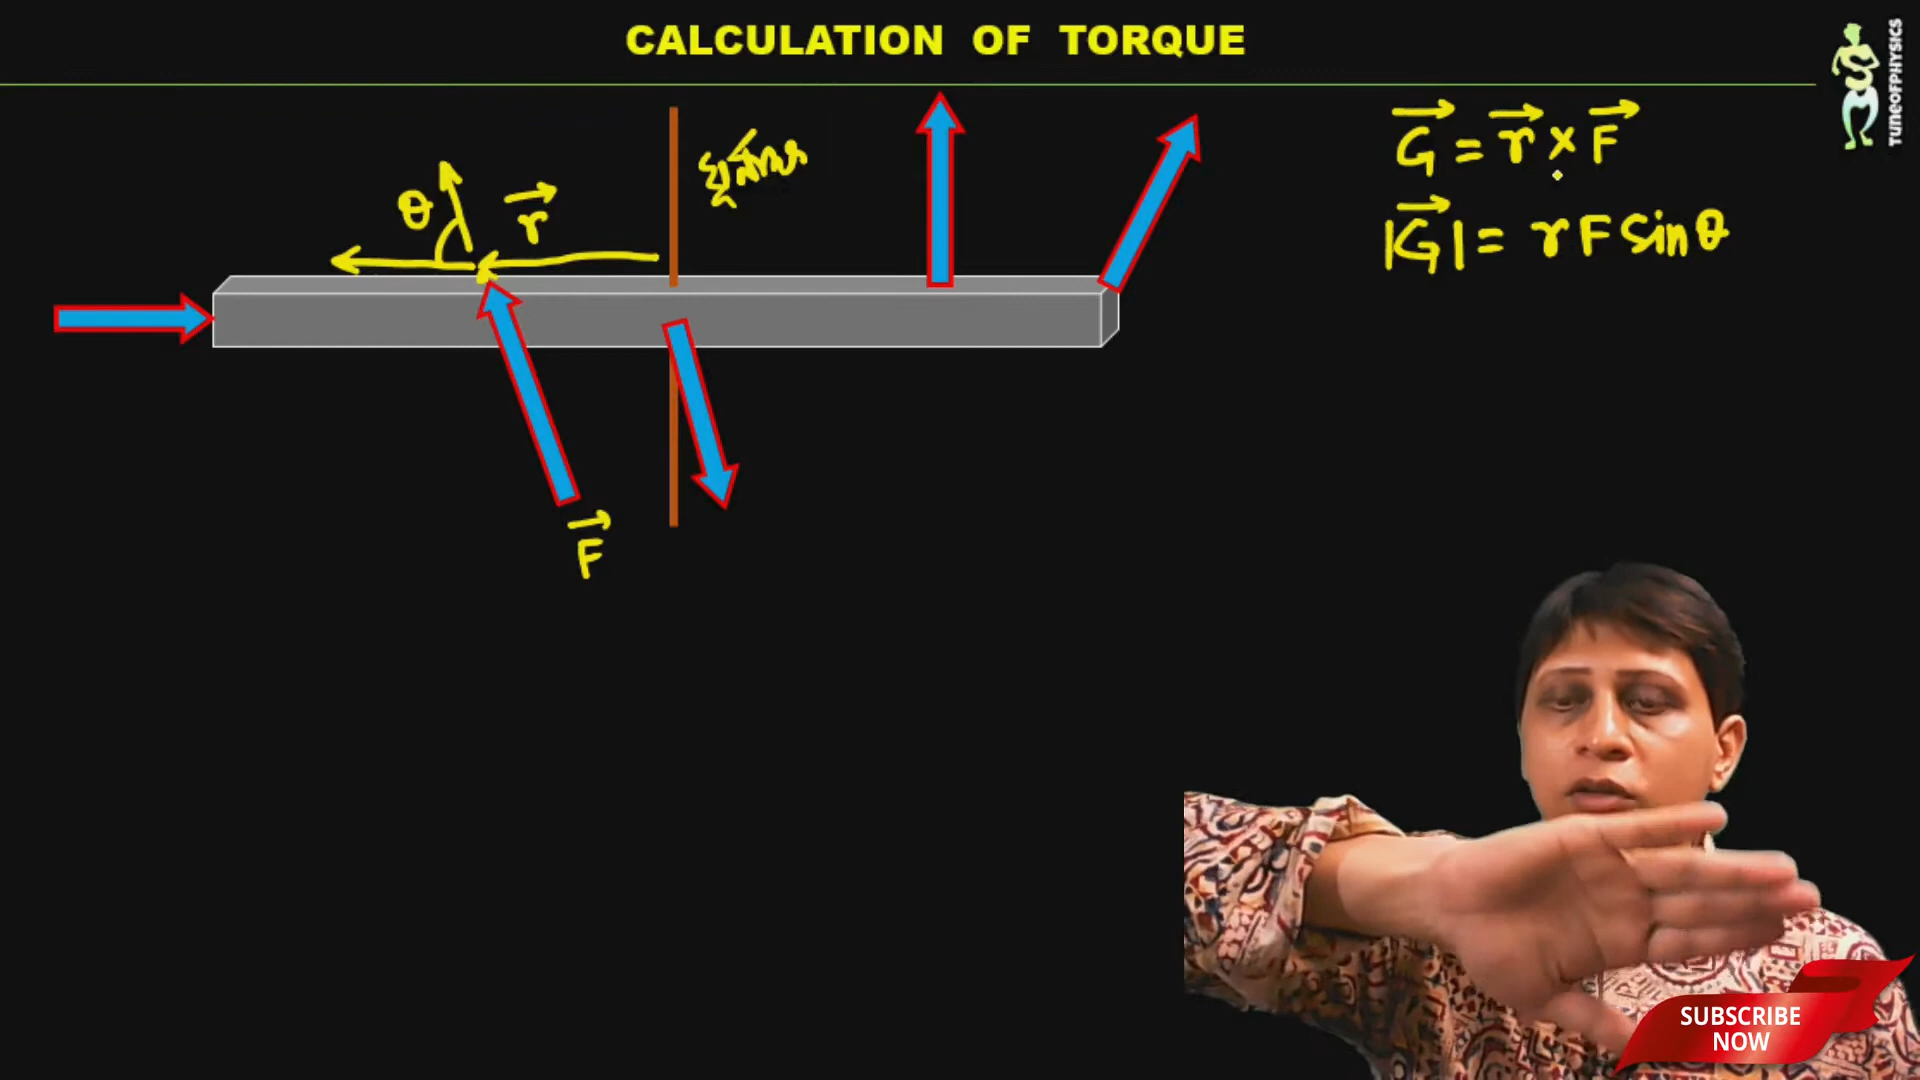 CALCULATION OF TORQUE
TUNEOFPHYSICS
G = r × F
|G| = r F Sin θ
θ
r
F
SUBSCRIBE
NOW